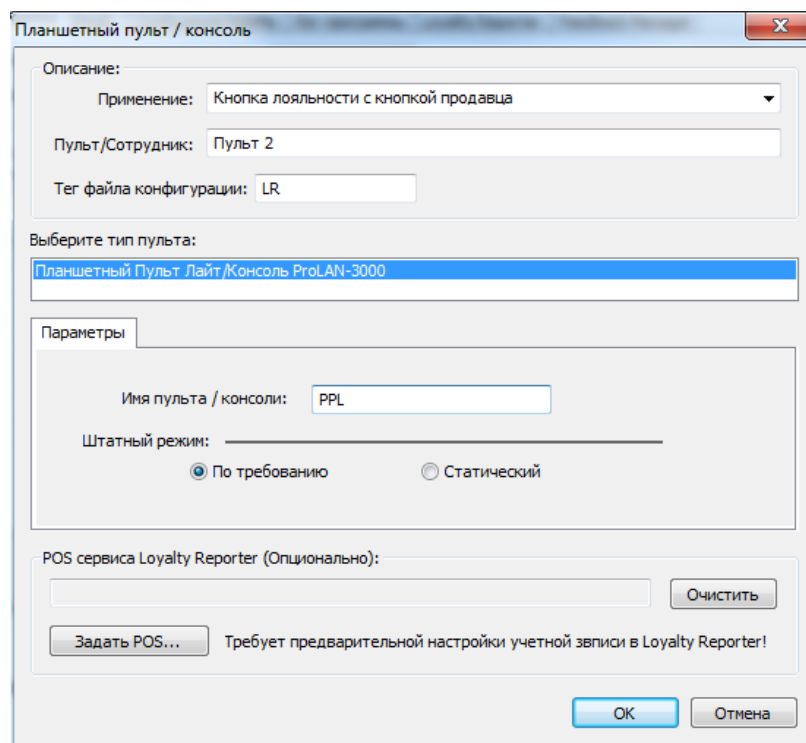 Планшетный пульт / консоль
Описание:
Применение: Кнопка лояльности с кнопкой продавца
Пульт/Сотрудник: Пульт 2
Тег файла конфигурации: LR
Выберите тип пульта:
Планшетный Пульт Лайт/Консоль ProLAN-3000
Параметры
Имя пульта / консоли: PPL
Штатный режим:
По требованию Статический
POS сервиса Loyalty Reporter (Опционально):
Очистить
Задать POS... Требует предварительной настройки учетной звписи в Loyalty Reporter!
OK Отмена